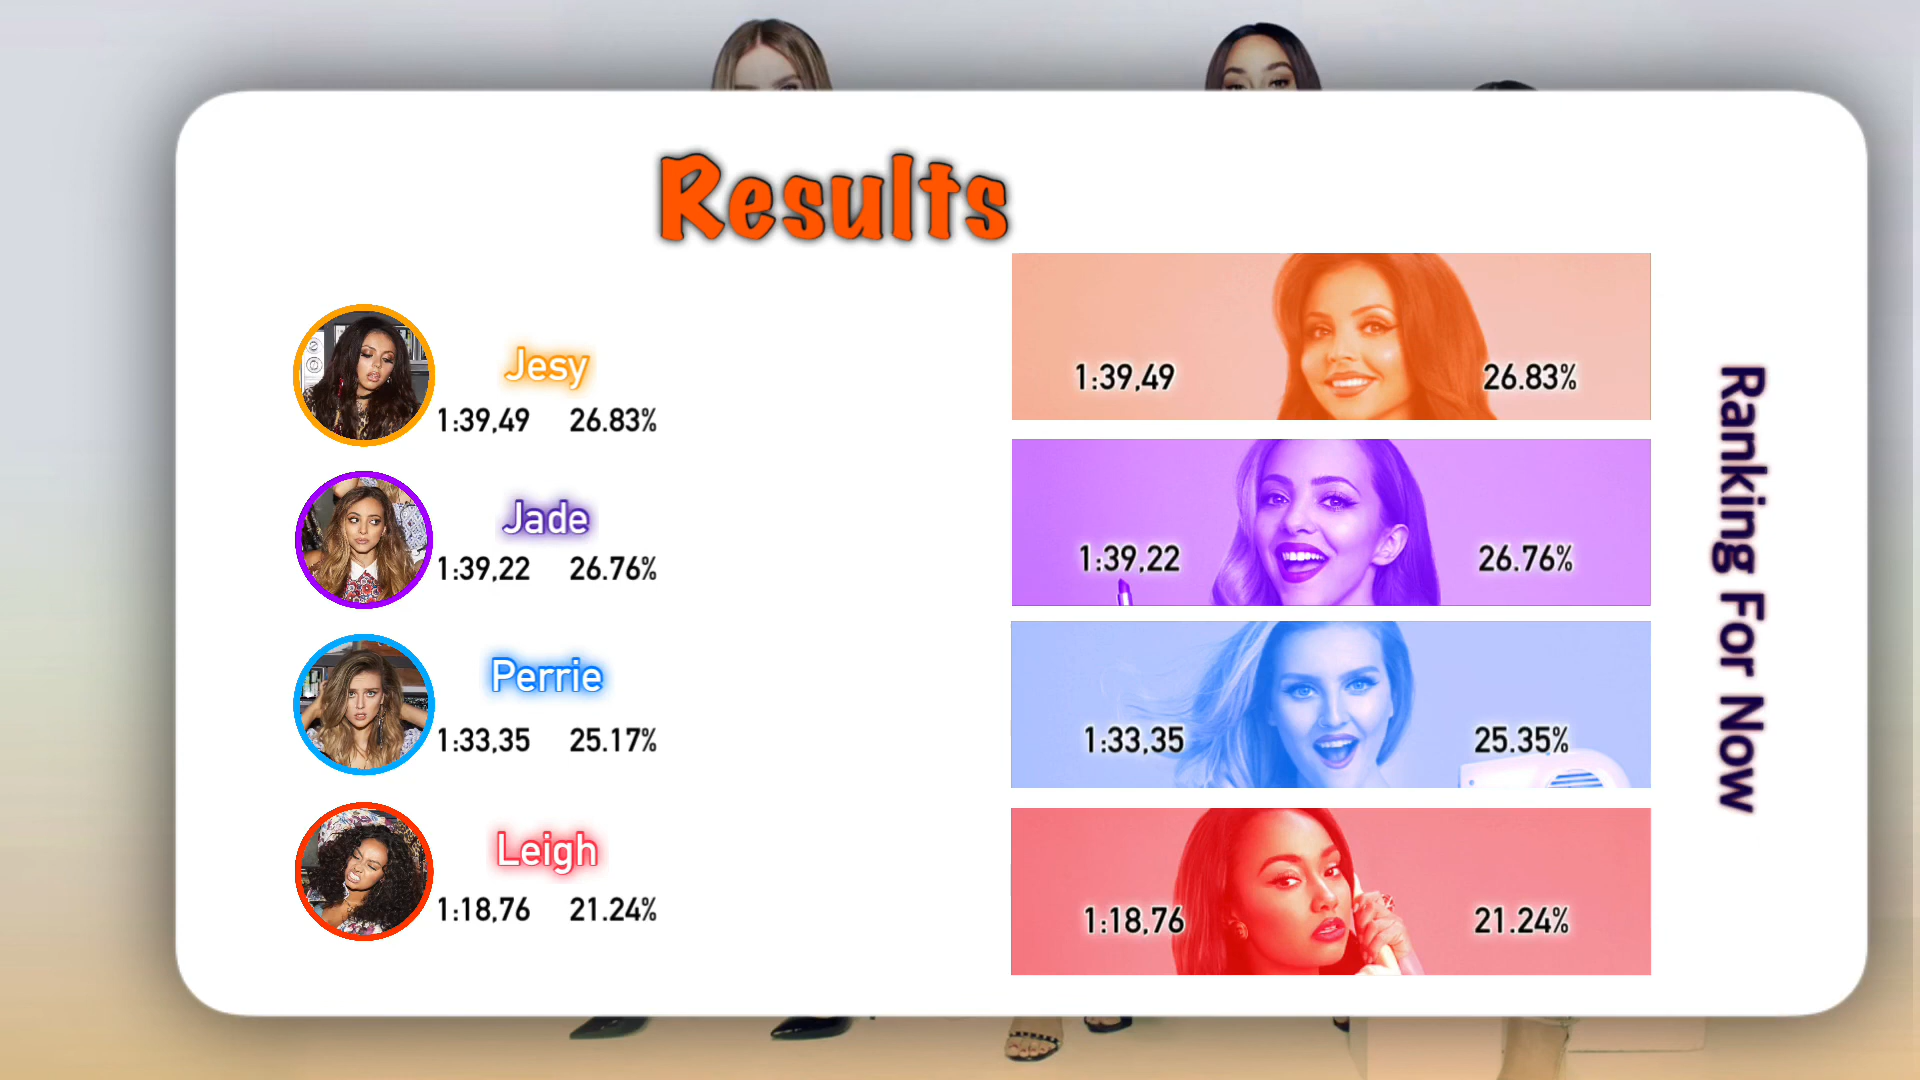 Results
Jesy
1:39,49 26.83%
Jade
1:39,22 26.76%
Perrie
1:33,35 25.17%
Leigh
1:18,76 21.24%
1:39,49 26.83%
1:39,22 26.76%
1:33,35 25.35%
1:18,76 21.24%
Ranking For Now